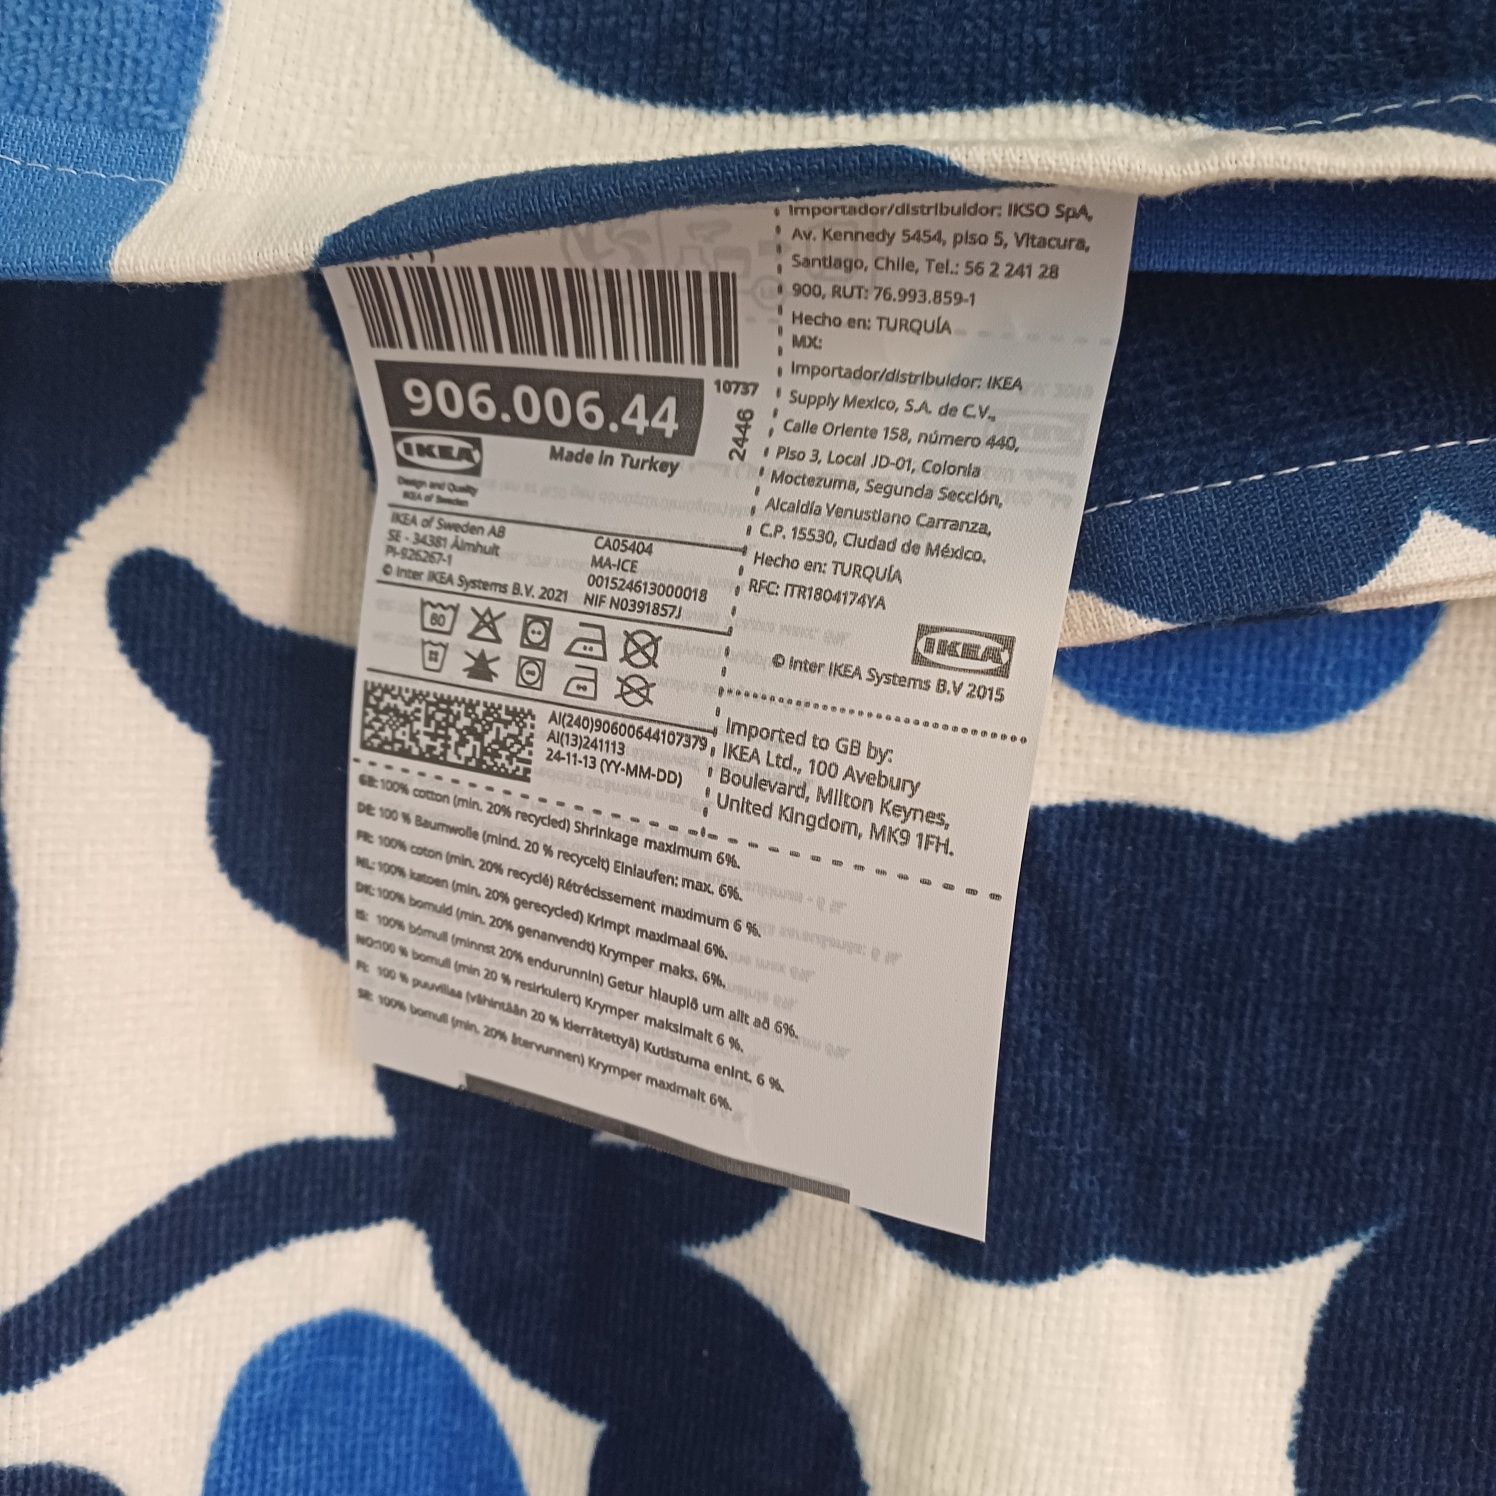 906.006.44
10737
2446
IKEA
Made in Turkey
Design and Quality
IKEA of Sweden
IKEA of Sweden AB
SE - 34381 Älmhult
PI-926267-1
© Inter IKEA Systems B.V. 2021
CA05404
MA-ICE
001524613000018
NIF N0391857J
60
AI(240)90600644107379
AI(13)241113
24-11-13 (YY-MM-DD)
GB: 100% cotton (min. 20% recycled) Shrinkage maximum 6%.
DE: 100 % Baumwolle (mind. 20 % recycelt) Einlaufen: max. 6%.
FR: 100% coton (min. 20% recyclé) Rétrécissement maximum 6 %.
NL: 100% katoen (min. 20% gerecycled) Krimpt maximaal 6%.
DK: 100% bomuld (min. 20% genanvendt) Krymper maks. 6%.
IS: 100% bómull (minnst 20% endurunnin) Getur hlaupið um allt að 6%.
NO:100 % bomull (min 20 % resirkulert) Krymper maksimalt 6 %.
FI: 100 % puuvillaa (vähintään 20 % kierrätettyä) Kutistuma enint. 6 %.
SE: 100% bomull (min. 20% återvunnen) Krymper maximalt 6%.
Importador/distribuidor: IKSO SpA,
Av. Kennedy 5454, piso 5, Vitacura,
Santiago, Chile, Tel.: 56 2 241 28
900, RUT: 76.993.859-1
Hecho en: TURQUÍA
MX:
Importador/distribuidor: IKEA
Supply Mexico, S.A. de C.V.,
Calle Oriente 158, número 440,
Piso 3, Local JD-01, Colonia
Moctezuma, Segunda Sección,
Alcaldía Venustiano Carranza,
C.P. 15530, Ciudad de México.
Hecho en: TURQUÍA
RFC: ITR1804174YA
IKEA
© Inter IKEA Systems B.V 2015
Imported to GB by:
IKEA Ltd., 100 Avebury
Boulevard, Milton Keynes,
United Kingdom, MK9 1FH.